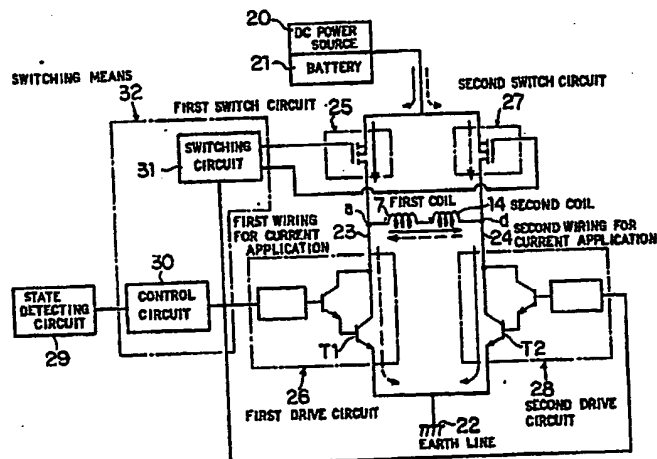 20
DC POWER
SOURCE
21
BATTERY
SWITCHING MEANS
32
FIRST SWITCH CIRCUIT
25
SECOND SWITCH CIRCUIT
27
SWITCHING
CIRCUIT
31
7
FIRST COIL
14
SECOND COIL
a
d
23
24
FIRST WIRING
FOR CURRENT
APPLICATION
SECOND WIRING FOR
CURRENT APPLICATION
30
CONTROL
CIRCUIT
STATE
DETECTING
CIRCUIT
29
T1
T2
26
FIRST DRIVE CIRCUIT
22
EARTH LINE
28
SECOND DRIVE
CIRCUIT